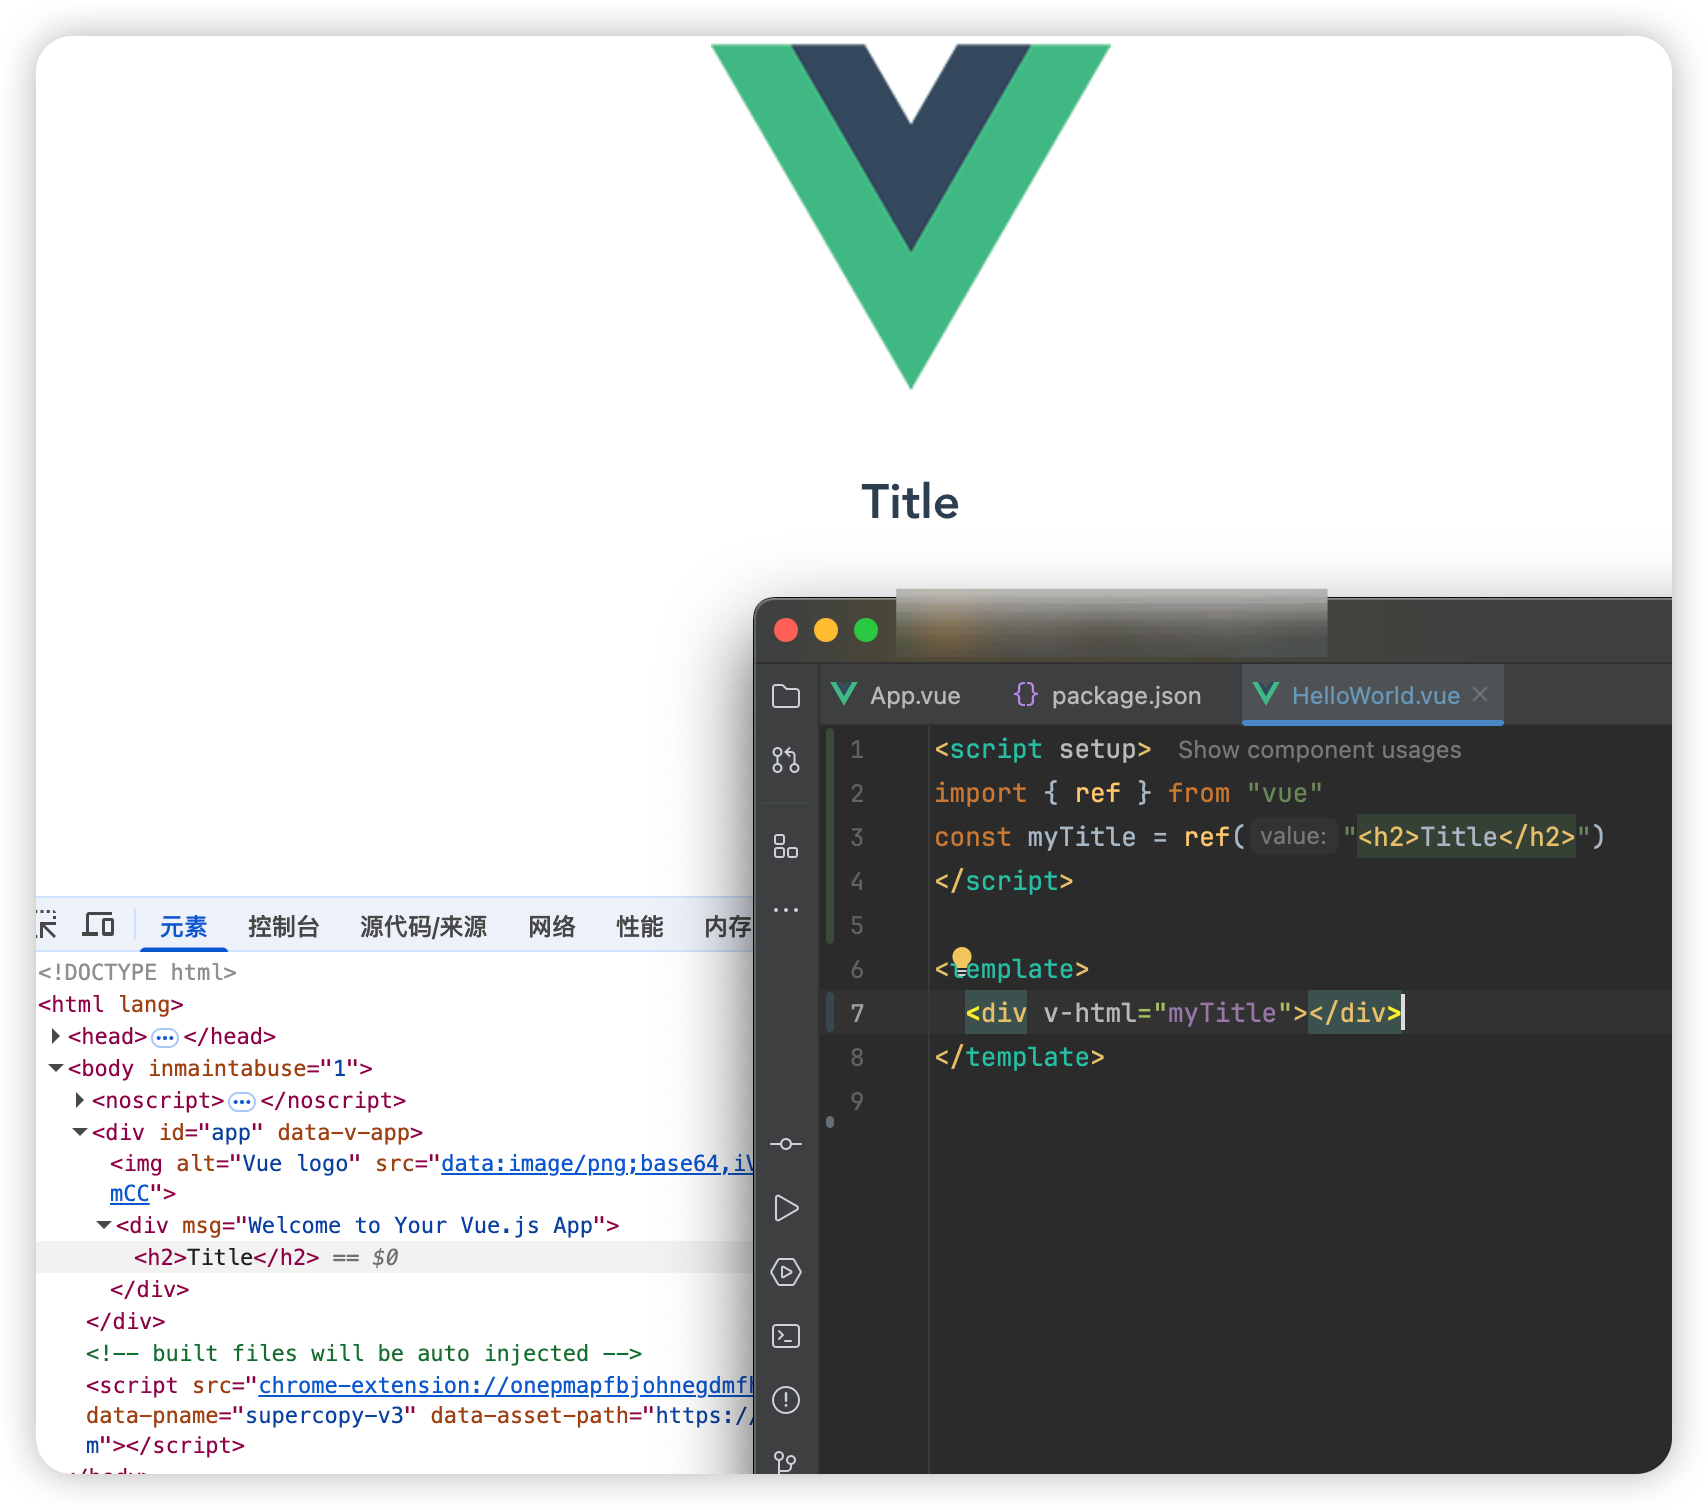 Title
元素 控制台 源代码/来源 网络 性能 内存
<!DOCTYPE html>
<html lang>
<head> ••• </head>
<body inmaintabuse="1">
<noscript> ••• </noscript>
<div id="app" data-v-app>
<img alt="Vue logo" src="data:image/png;base64,iV
mCC">
<div msg="Welcome to Your Vue.js App">
<h2>Title</h2> == $0
</div>
</div>
<!-- built files will be auto injected -->
<script src="chrome-extension://onepmapfbjohnegdmfh
data-pname="supercopy-v3" data-asset-path="https:/
m"></script>
App.vue package.json HelloWorld.vue
1 <script setup> Show component usages
2 import { ref } from "vue"
3 const myTitle = ref( value: "<h2>Title</h2>")
4 </script>
5
6 <template>
7 <div v-html="myTitle"></div>
8 </template>
9